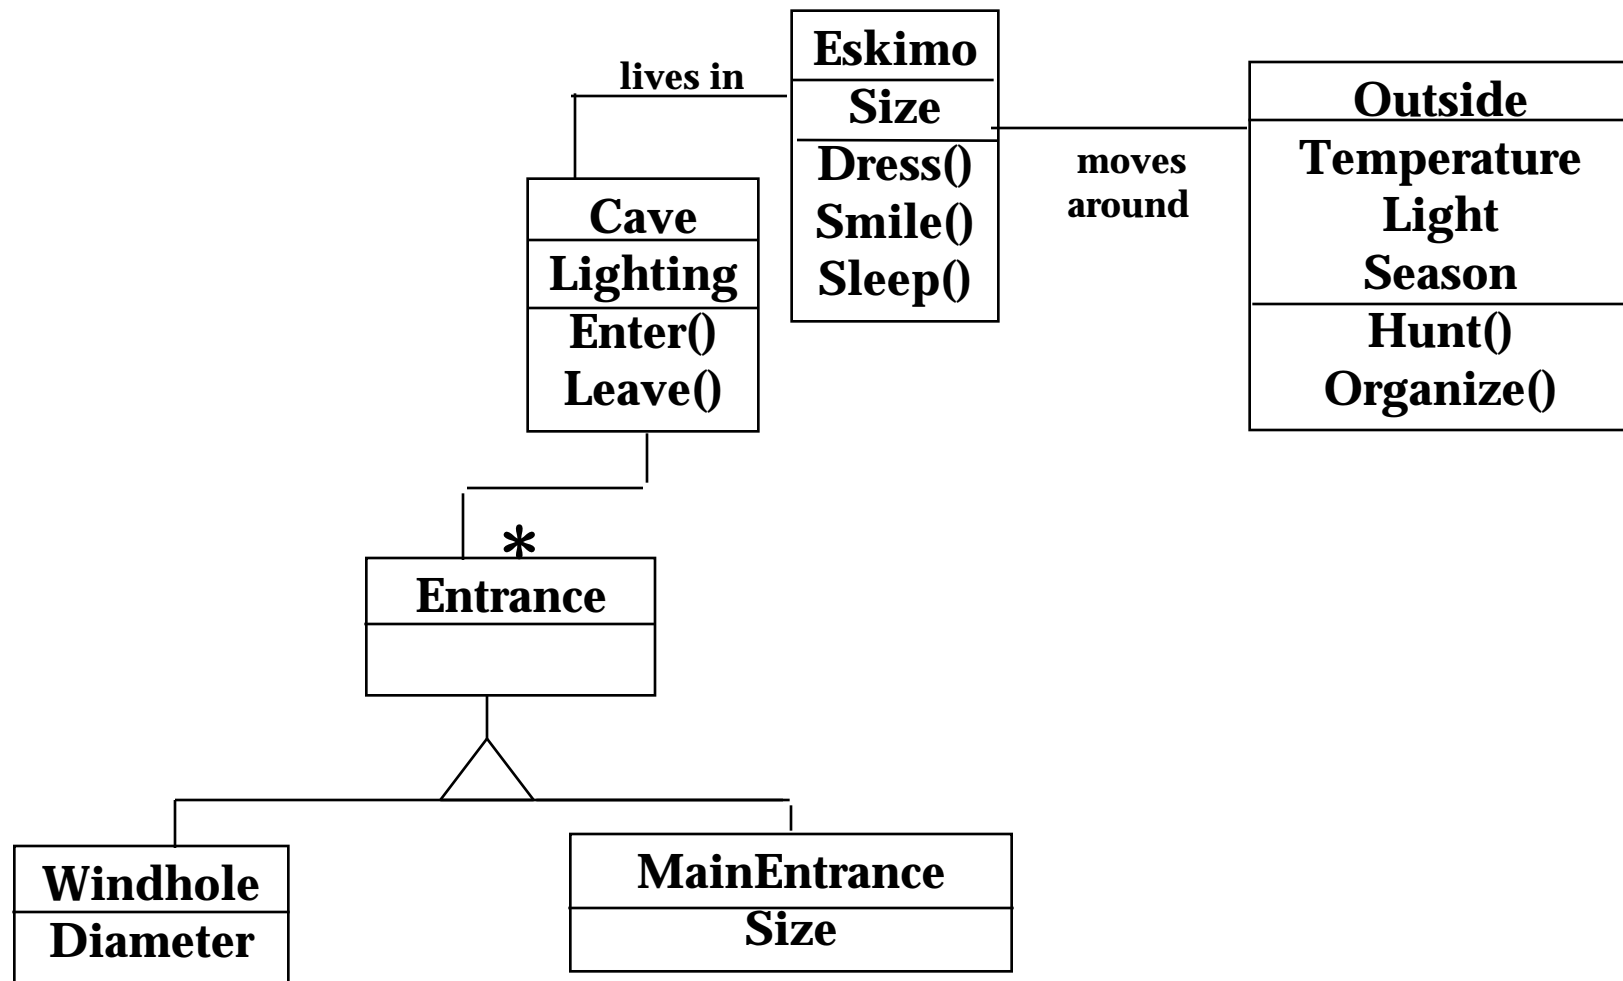 Eskimo
Size
Dress()
Smile()
Sleep()
lives in
Outside
Temperature
Light
Season
Hunt()
Organize()
moves
around
Cave
Lighting
Enter()
Leave()
*
Entrance
Windhole
Diameter
MainEntrance
Size